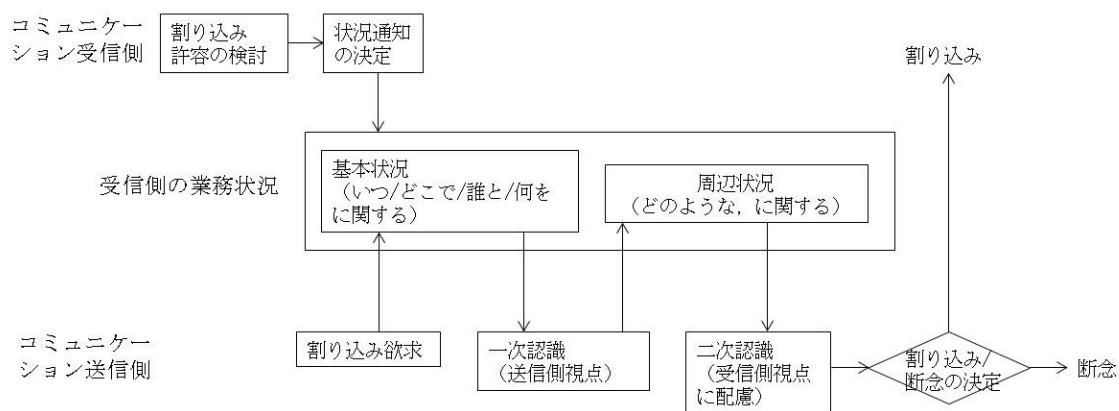 コミュニケー
ション受信側
割り込み
許容の検討
状況通知
の決定
割り込み
受信側の業務状況
基本状況
（いつ/どこで/誰と/何を
に関する）
周辺状況
（どのような，に関する）
コミュニケー
ション送信側
割り込み欲求
一次認識
（送信側視点）
二次認識
（受信側視点
に配慮）
割り込み/
断念の決定
断念